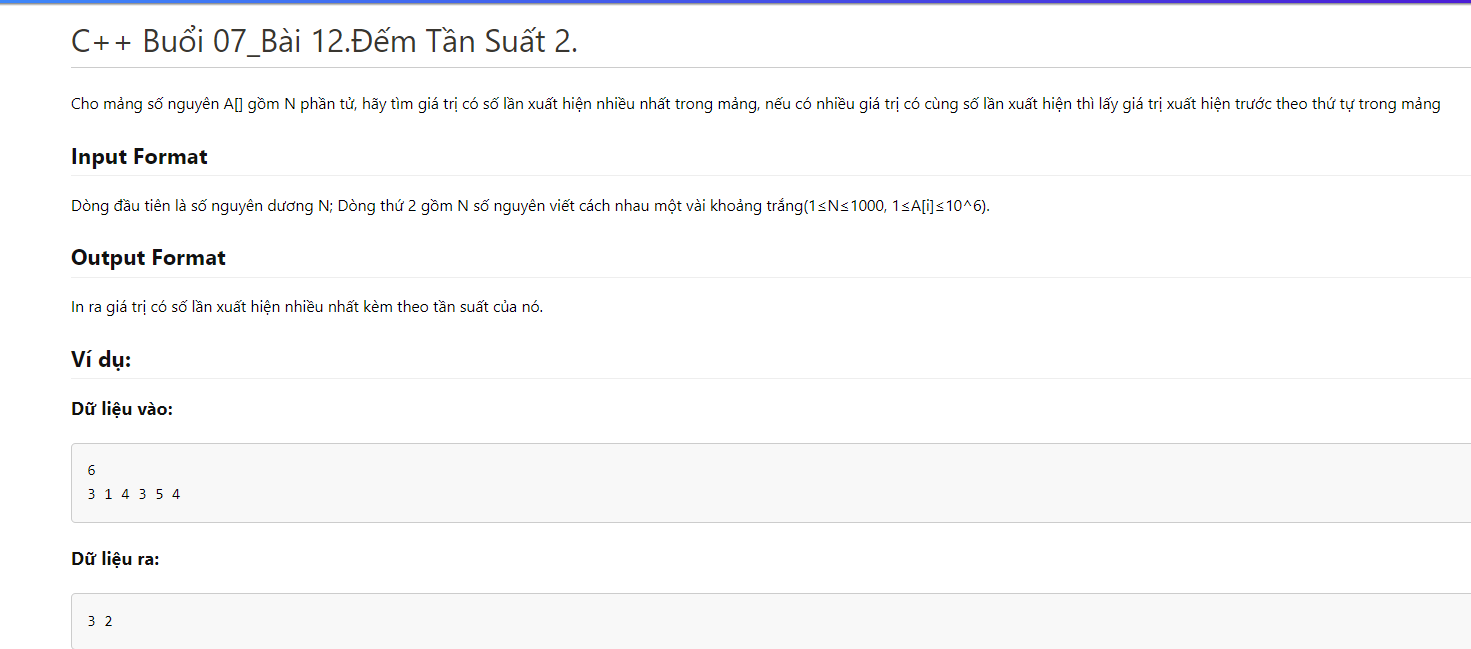 C++ Buổi 07_Bài 12.Đếm Tần Suất 2.
Cho mảng số nguyên A[] gồm N phần tử, hãy tìm giá trị có số lần xuất hiện nhiều nhất trong mảng, nếu có nhiều giá trị có cùng số lần xuất hiện thì lấy giá trị xuất hiện trước theo thứ tự trong mảng
Input Format
Dòng đầu tiên là số nguyên dương N; Dòng thứ 2 gồm N số nguyên viết cách nhau một vài khoảng trắng(1≤N≤1000, 1≤A[i]≤10^6).
Output Format
In ra giá trị có số lần xuất hiện nhiều nhất kèm theo tần suất của nó.
Ví dụ:
Dữ liệu vào:
6
3 1 4 3 5 4
Dữ liệu ra:
3 2